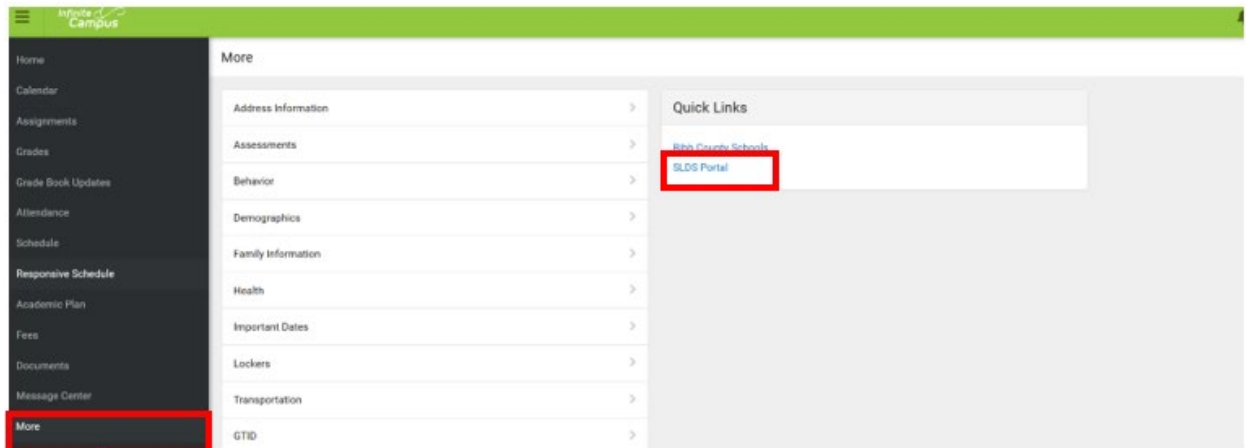 Infinite
Campus
Home
Calendar
Assignments
Grades
Grade Book Updates
Attendance
Schedule
Responsive Schedule
Academic Plan
Fees
Documents
Message Center
More
More
Address Information
Assessments
Behavior
Demographics
Family Information
Health
Important Dates
Lockers
Transportation
GTID
Quick Links
Bibb County Schools
SLDS Portal